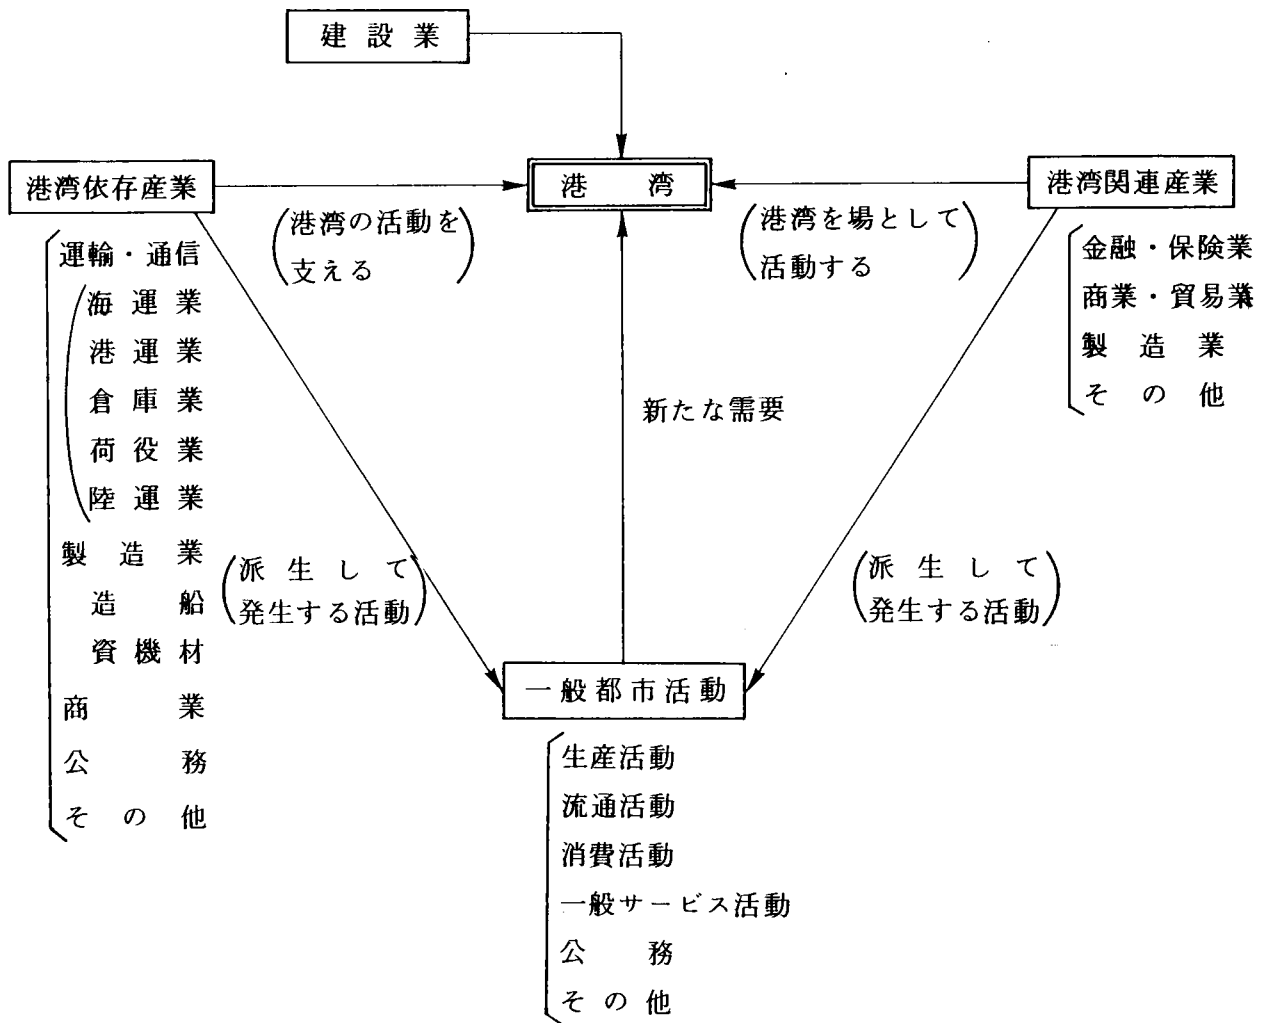 建設業
港湾依存産業
港湾
港湾関連産業
港湾の活動を
支える
港湾を場として
活動する
運輸・通信
海運業
港運業
倉庫業
荷役業
陸運業
製造業
造船
資機材
商業
公務
その他
金融・保険業
商業・貿易業
製造業
その他
新たな需要
派生して
発生する活動
派生して
発生する活動
一般都市活動
生産活動
流通活動
消費活動
一般サービス活動
公務
その他